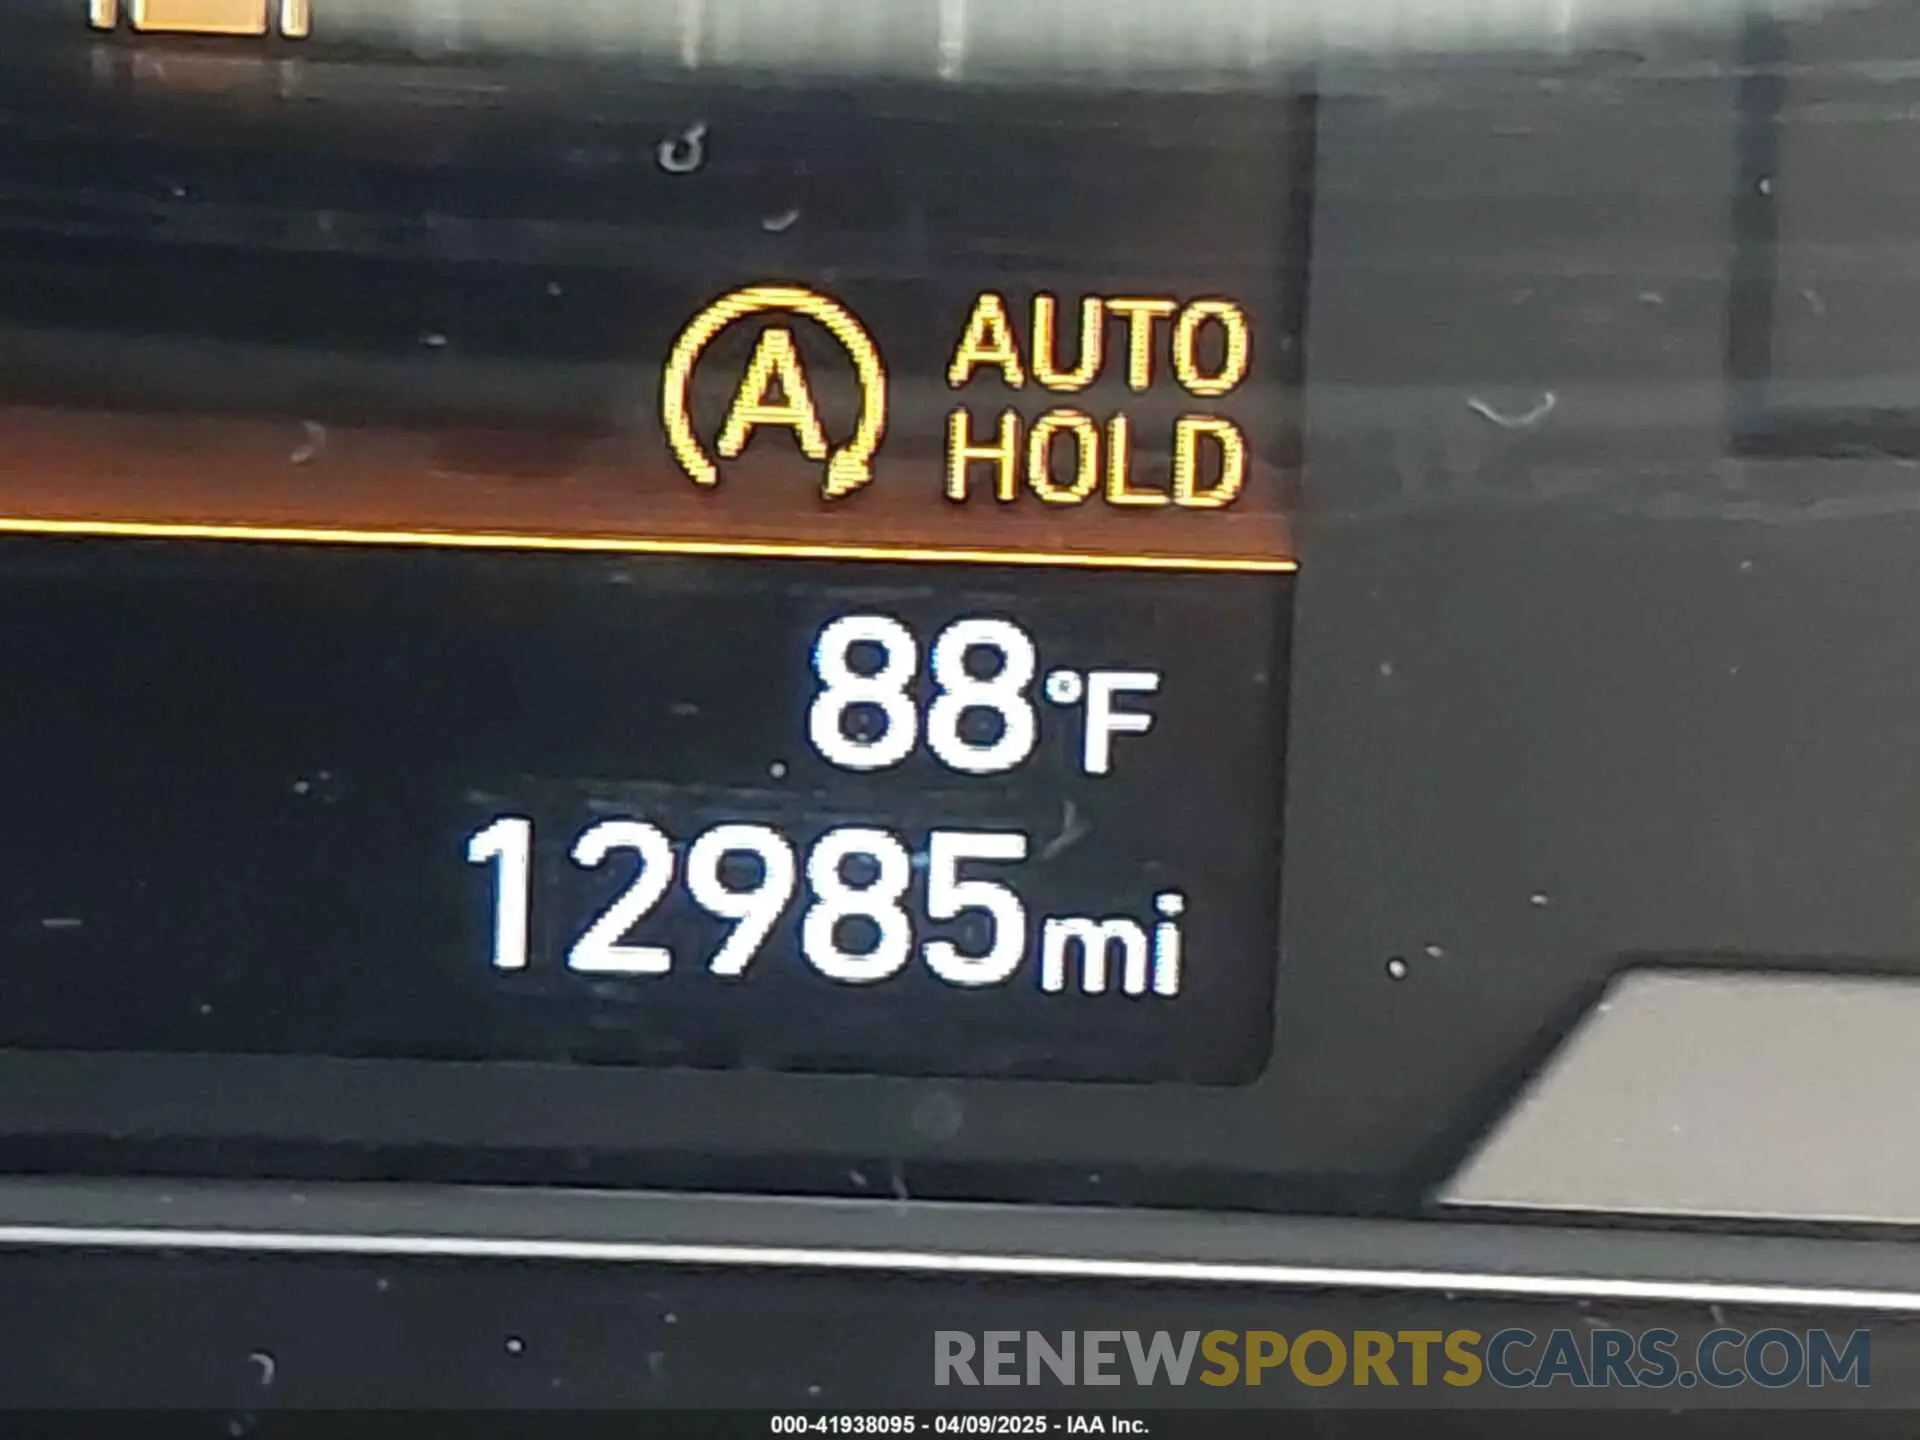 A AUTO
HOLD
88°F
12985mi
RENEWSPORTSCARS.COM
000-41938095 - 04/09/2025 - IAA Inc.